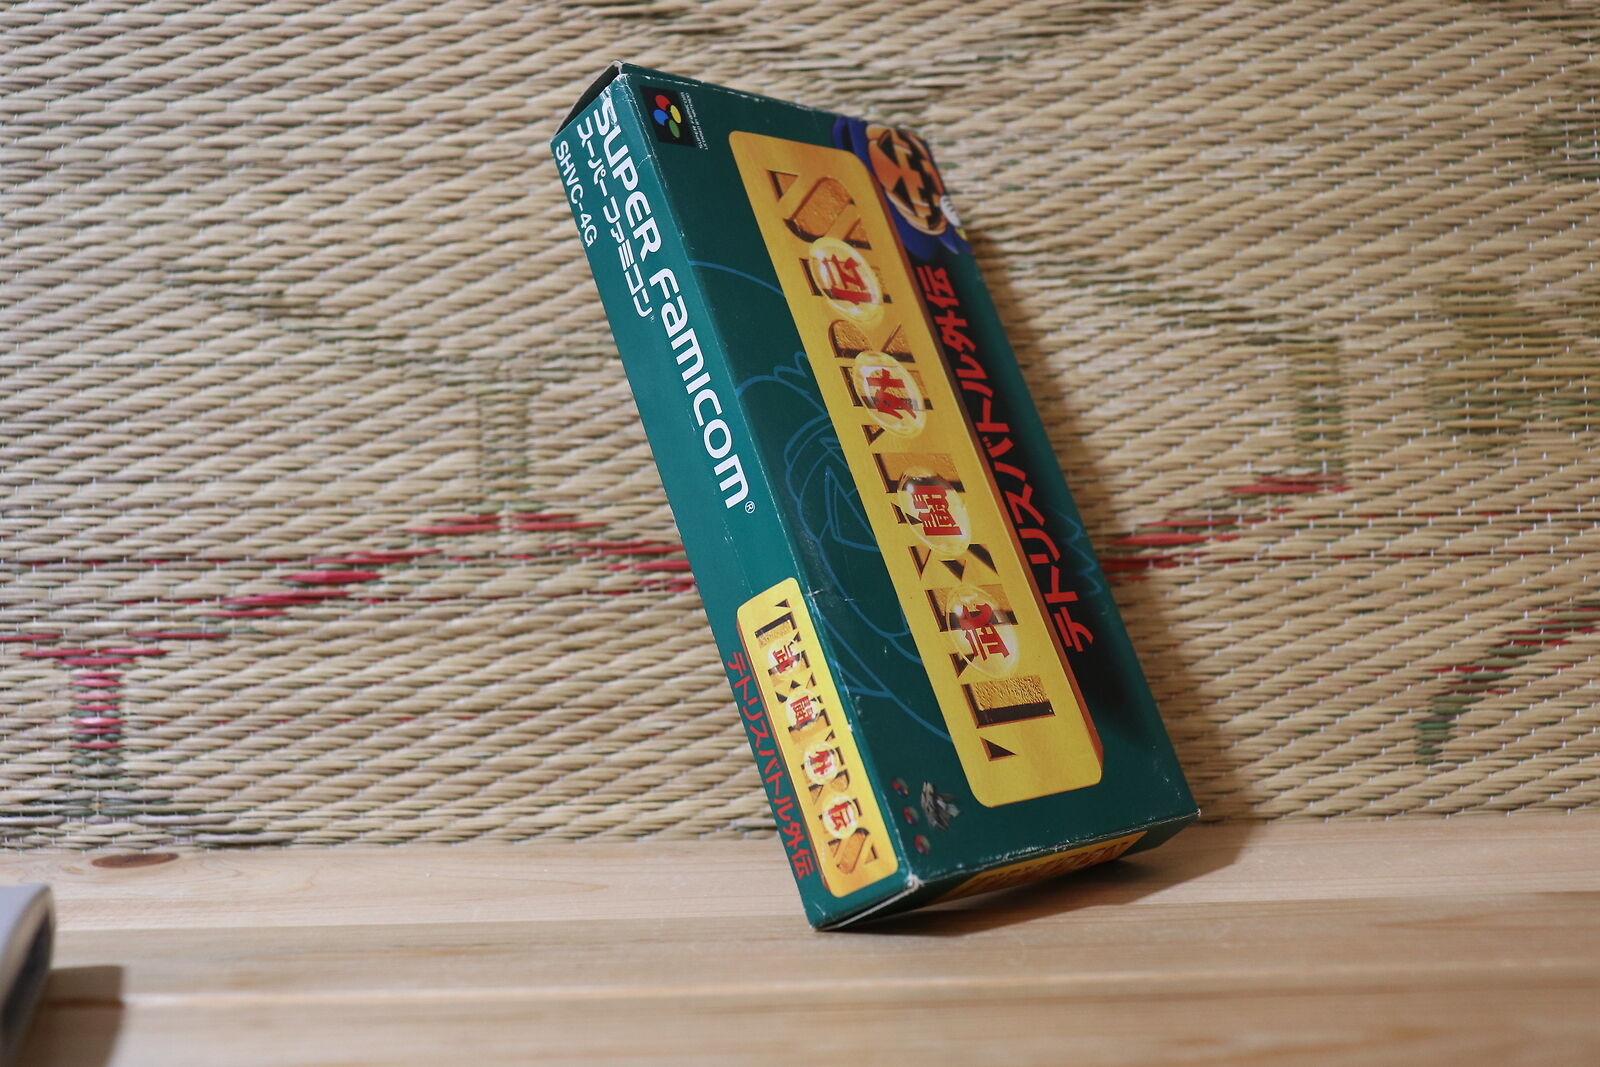 SUPER FAMICOM®
スーパーファミコン®
SHVC-4G
TETRIS
武闘外伝
テトリスバトル外伝
TETRIS
武闘外伝
テトリスバトル外伝